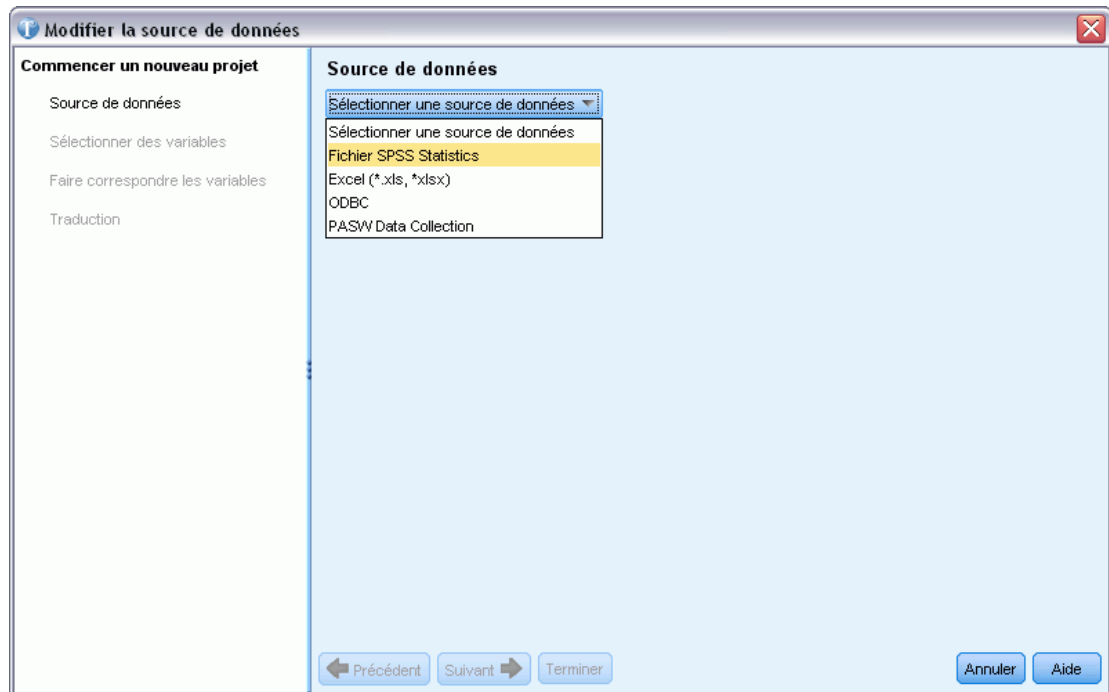 Modifier la source de données
Commencer un nouveau projet
Source de données
Sélectionner des variables
Faire correspondre les variables
Traduction
Source de données
Sélectionner une source de données
Sélectionner une source de données
Fichier SPSS Statistics
Excel (*.xls, *xlsx)
ODBC
PASW Data Collection
Précédent
Suivant
Terminer
Annuler
Aide